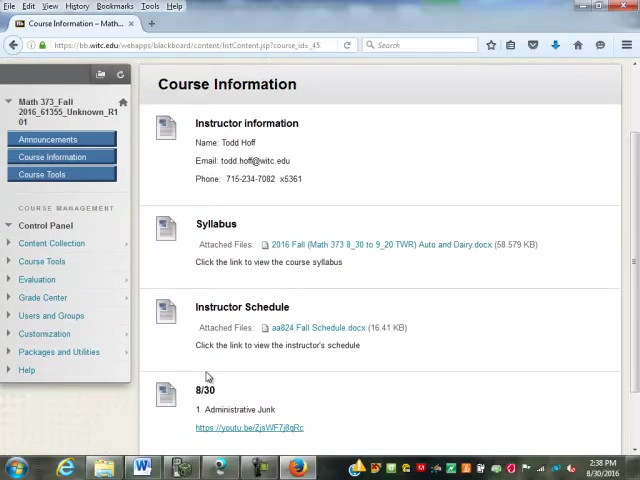 File Edit View History Bookmarks Tools Help
Course Information – Math...
https://bb.witc.edu/webapps/blackboard/content/listContent.jsp?course_id=_45
Search
Math 373_Fall
2016_61355_Unknown_R1
01
Announcements
Course Information
Course Tools
COURSE MANAGEMENT
Control Panel
Content Collection
Course Tools
Evaluation
Grade Center
Users and Groups
Customization
Packages and Utilities
Help
Course Information
Instructor information
Name: Todd Hoff
Email: todd.hoff@witc.edu
Phone: 715-234-7082 x5361
Syllabus
Attached Files: 2016 Fall (Math 373 8_30 to 9_20 TWR) Auto and Dairy.docx (58.579 KB)
Click the link to view the course syllabus
Instructor Schedule
Attached Files: aa824 Fall Schedule.docx (16.41 KB)
Click the link to view the instructor's schedule
8/30
1 Administrative Junk
https://youtu.be/ZjsWF7j8qRc
2:38 PM
8/30/2016